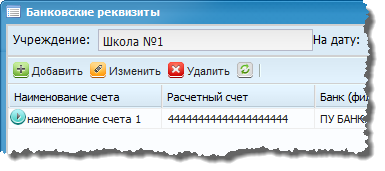 Банковские реквизиты
Учреждение: Школа №1 На дату:
Добавить Изменить Удалить
Наименование счета Расчетный счет Банк (фи
наименование счета 1 44444444444444444444 ПУ БАНК